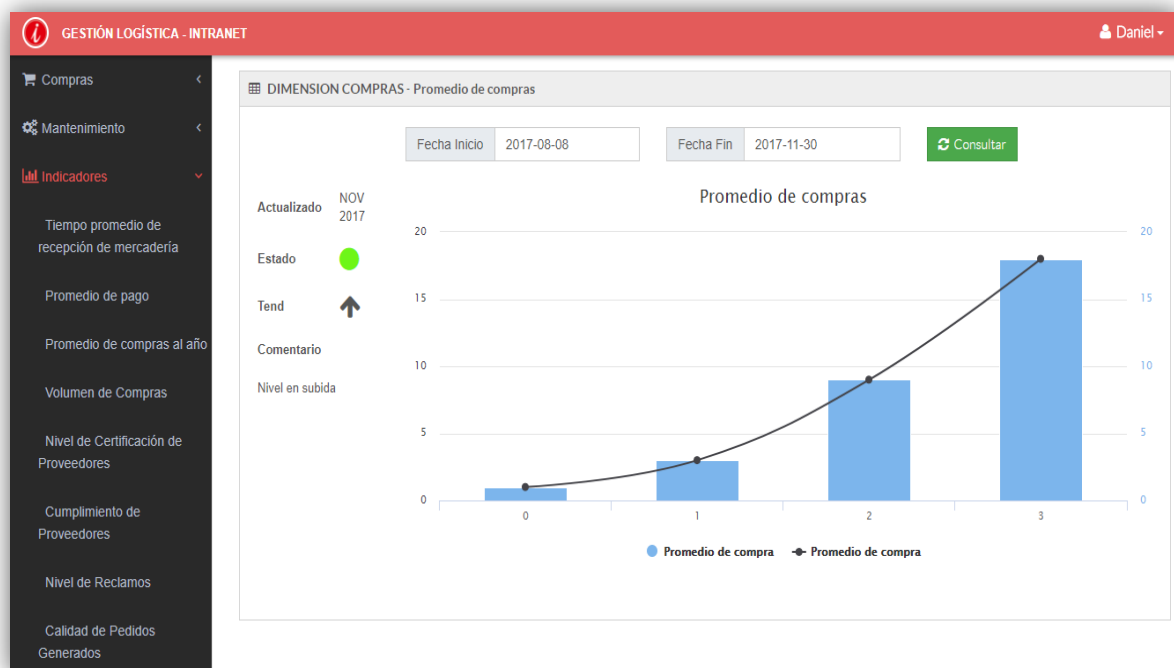 i
GESTIÓN LOGÍSTICA - INTRANET
Daniel
Compras
Mantenimiento
Indicadores
Tiempo promedio de
recepción de mercadería
Promedio de pago
Promedio de compras al año
Volumen de Compras
Nivel de Certificación de
Proveedores
Cumplimiento de
Proveedores
Nivel de Reclamos
Calidad de Pedidos
Generados
DIMENSION COMPRAS - Promedio de compras
Fecha Inicio 2017-08-08 Fecha Fin 2017-11-30 Consultar
Actualizado NOV
2017
Estado
Tend
Comentario
Nivel en subida
Promedio de compras
20 20
15 15
10 10
5 5
0 0
0 1 2 3
Promedio de compra Promedio de compra